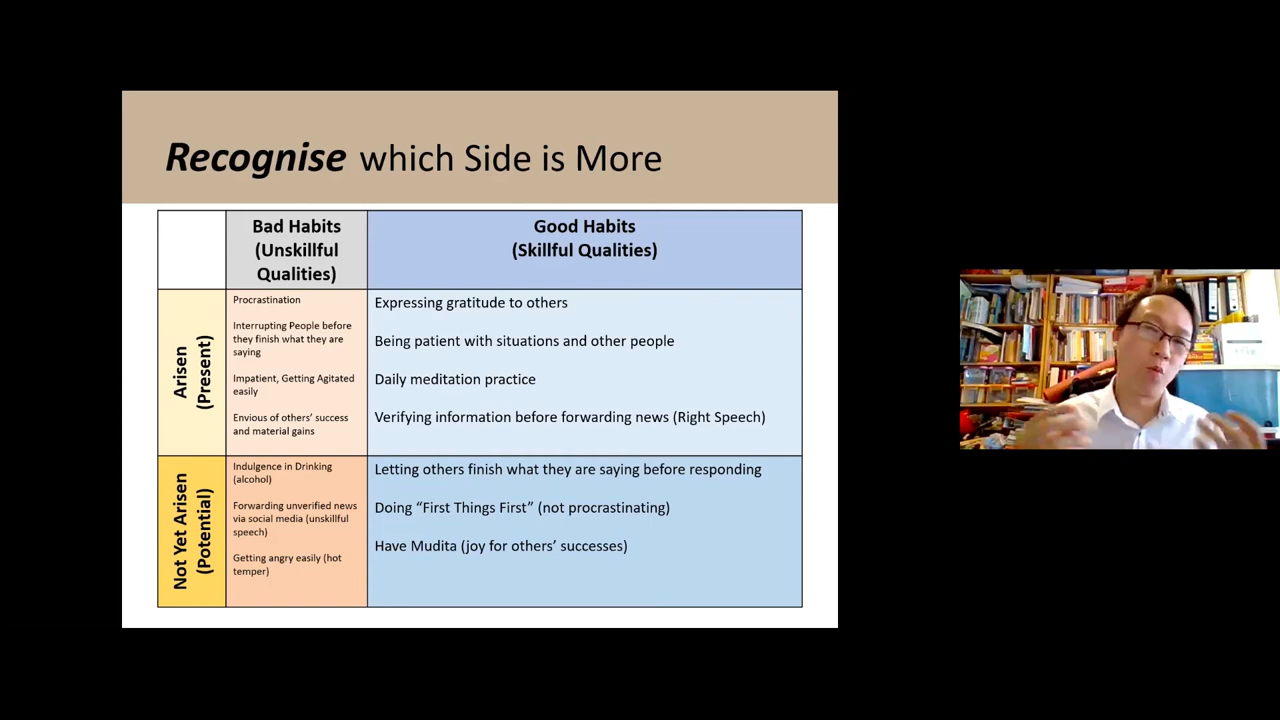 Recognise which Side is More
Bad Habits
(Unskillful
Qualities)
Good Habits
(Skillful Qualities)
Arisen
(Present)
Procrastination
Interrupting People before
they finish what they are
saying
Impatient, Getting Agitated
easily
Envious of others’ success
and material gains
Expressing gratitude to others
Being patient with situations and other people
Daily meditation practice
Verifying information before forwarding news (Right Speech)
Not Yet Arisen
(Potential)
Indulgence in Drinking
(alcohol)
Forwarding unverified news
via social media (unskillful
speech)
Getting angry easily (hot
temper)
Letting others finish what they are saying before responding
Doing “First Things First” (not procrastinating)
Have Mudita (joy for others’ successes)